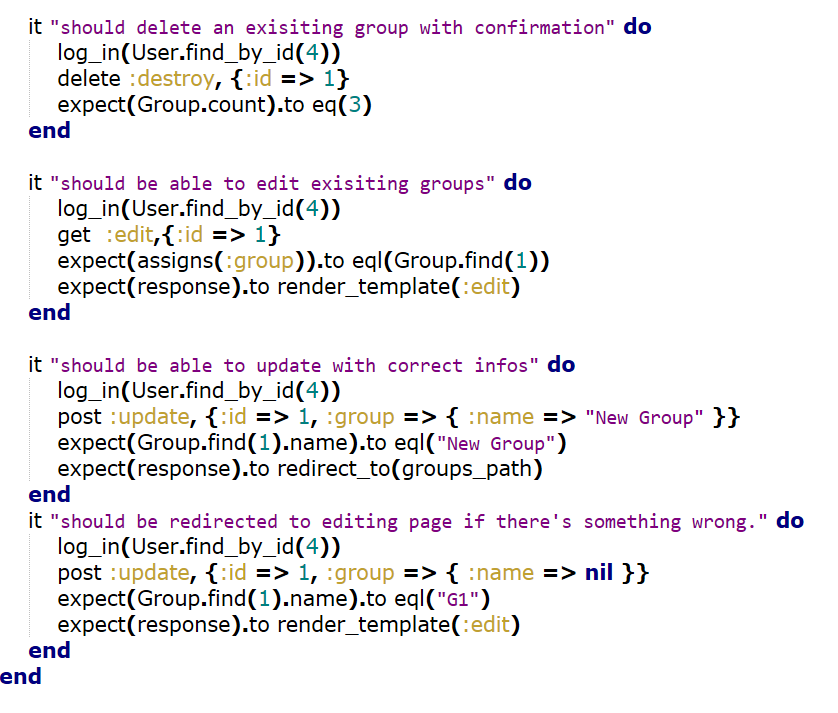 it "should delete an exisiting group with confirmation" do
log_in(User.find_by_id(4))
delete :destroy, {:id => 1}
expect(Group.count).to eq(3)
end
it "should be able to edit exisiting groups" do
log_in(User.find_by_id(4))
get :edit,{:id => 1}
expect(assigns(:group)).to eql(Group.find(1))
expect(response).to render_template(:edit)
end
it "should be able to update with correct infos" do
log_in(User.find_by_id(4))
post :update, {:id => 1, :group => { :name => "New Group" }}
expect(Group.find(1).name).to eql("New Group")
expect(response).to redirect_to(groups_path)
end
it "should be redirected to editing page if there's something wrong." do
log_in(User.find_by_id(4))
post :update, {:id => 1, :group => { :name => nil }}
expect(Group.find(1).name).to eql("G1")
expect(response).to render_template(:edit)
end
end